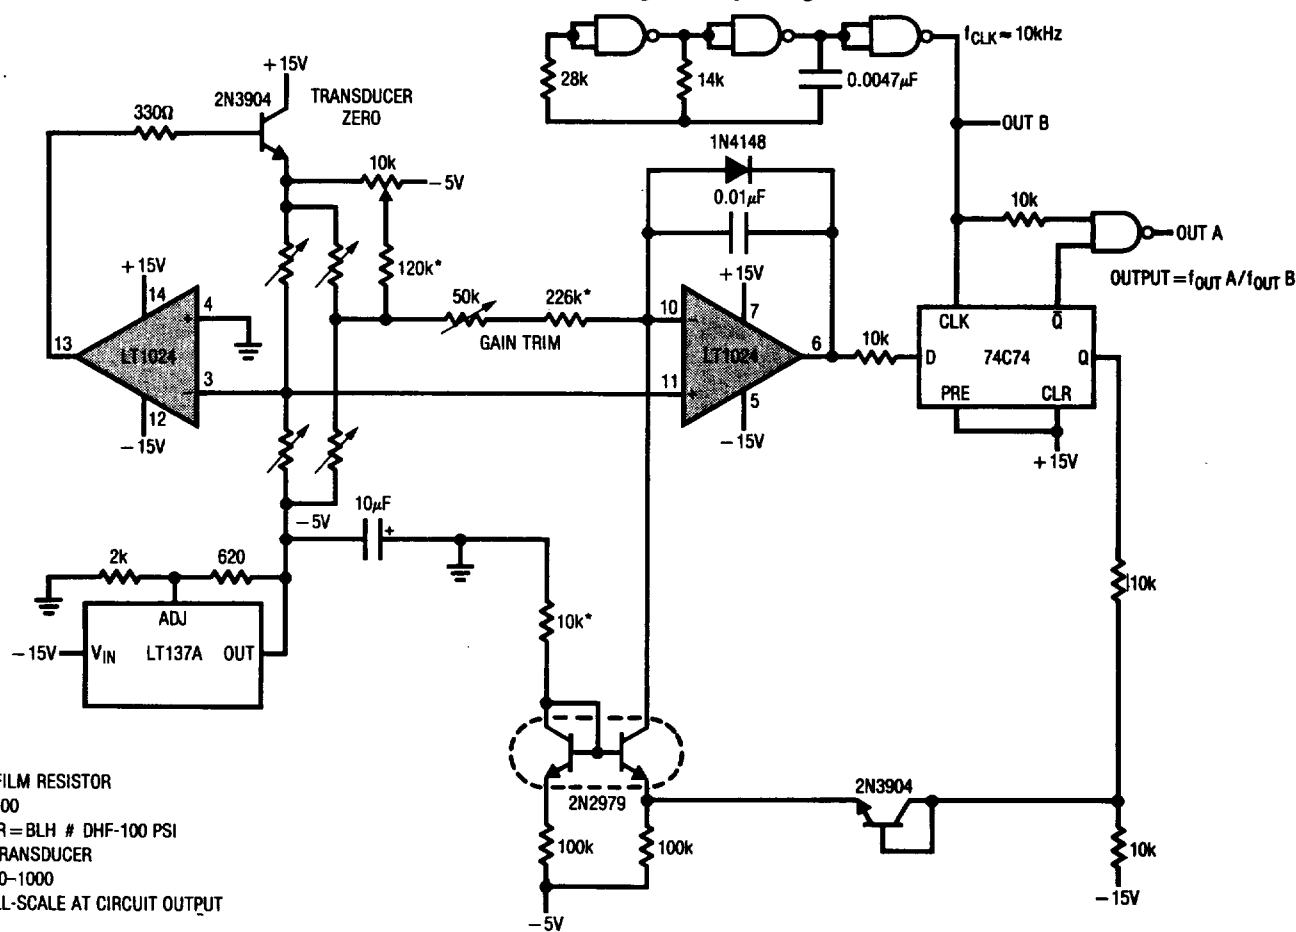 fCLK ≈ 10kHz
28k
14k
0.0047µF
OUT B
+15V
2N3904
TRANSDUCER
ZERO
330Ω
10k
−5V
1N4148
0.01µF
10k
OUT A
OUTPUT = fOUT A/fOUT B
120k*
+15V
14
4
+
13
LT1024
3
−
12
−15V
50k
226k*
GAIN TRIM
+15V
10
−
7
LT1024
6
11
+
5
−15V
10k
CLK
Q̅
D
74C74
Q
PRE
CLR
+15V
−5V
10µF
+
2k
620
ADJ
−15V
VIN
LT137A
OUT
10k*
10k
2N2979
2N3904
100k
100k
10k
−5V
−15V
FILM RESISTOR
00
R = BLH # DHF-100 PSI
TRANSDUCER
0–1000
LL-SCALE AT CIRCUIT OUTPUT